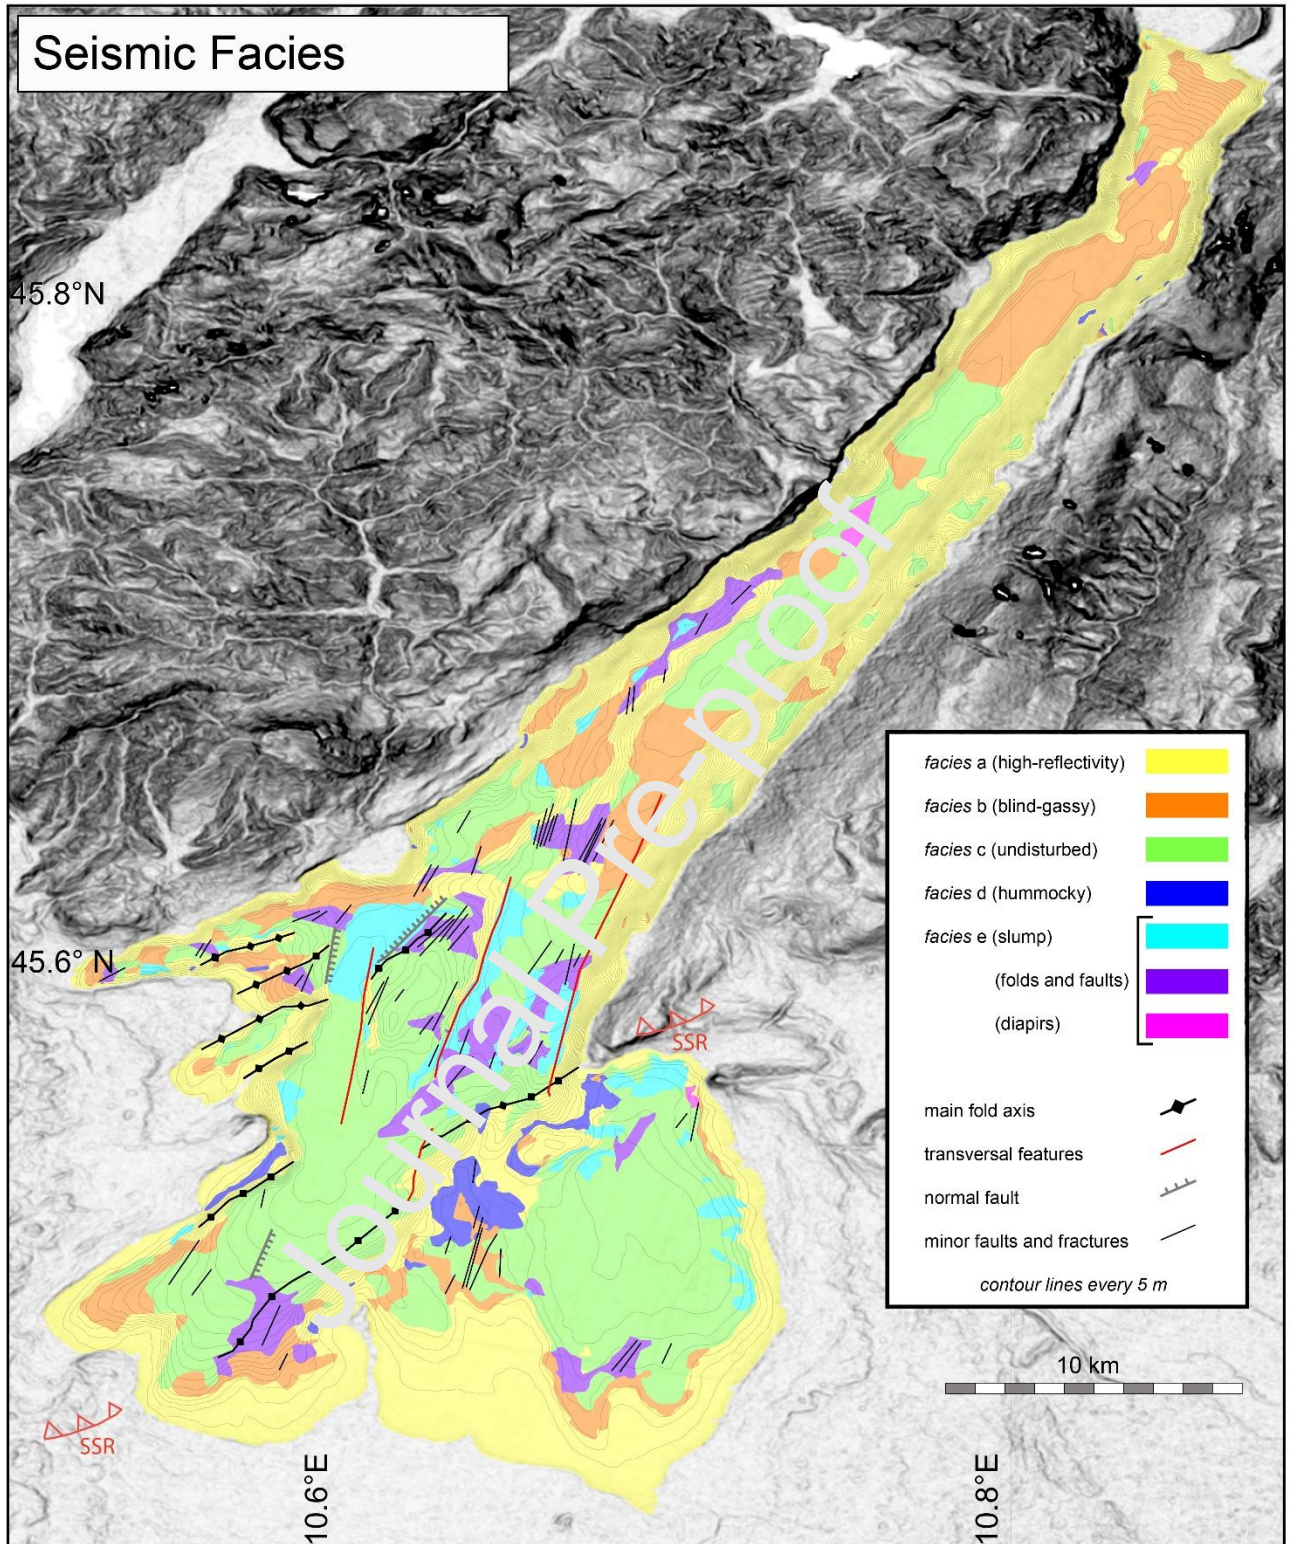 Seismic Facies
45.8°N
45.6° N
Journal Pre-proof
facies a (high-reflectivity)
facies b (blind-gassy)
facies c (undisturbed)
facies d (hummocky)
facies e (slump)
(folds and faults)
(diapirs)
main fold axis
transversal features
normal fault
minor faults and fractures
contour lines every 5 m
SSR
10 km
SSR
10.6°E
10.8°E